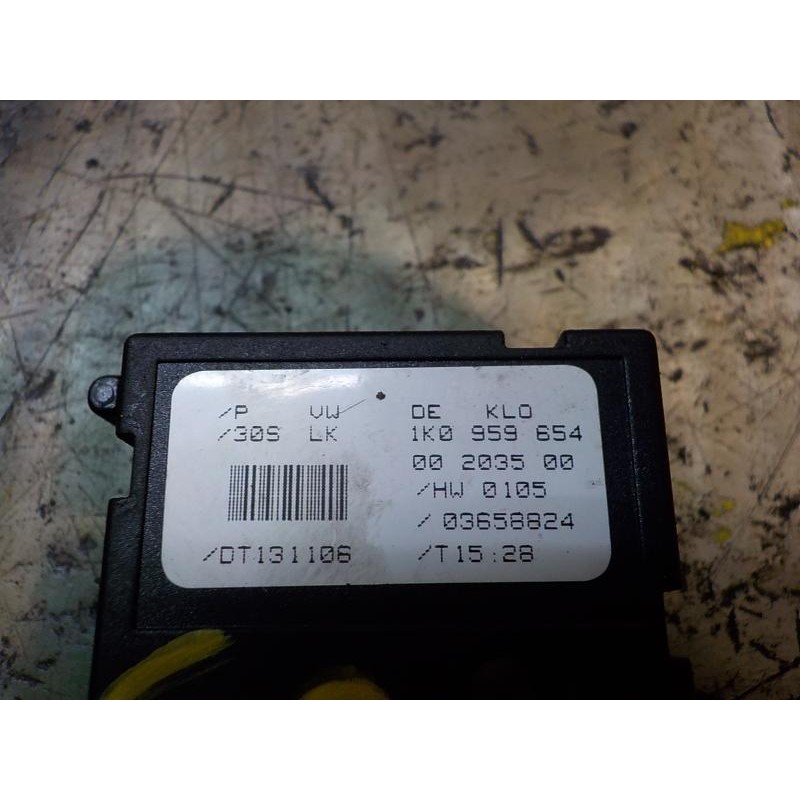 /P VW DE KLO
/30S LK 1K0 959 654
00 2035 00
/HW 0105
/ 03658824
/DT131106 /T15:28